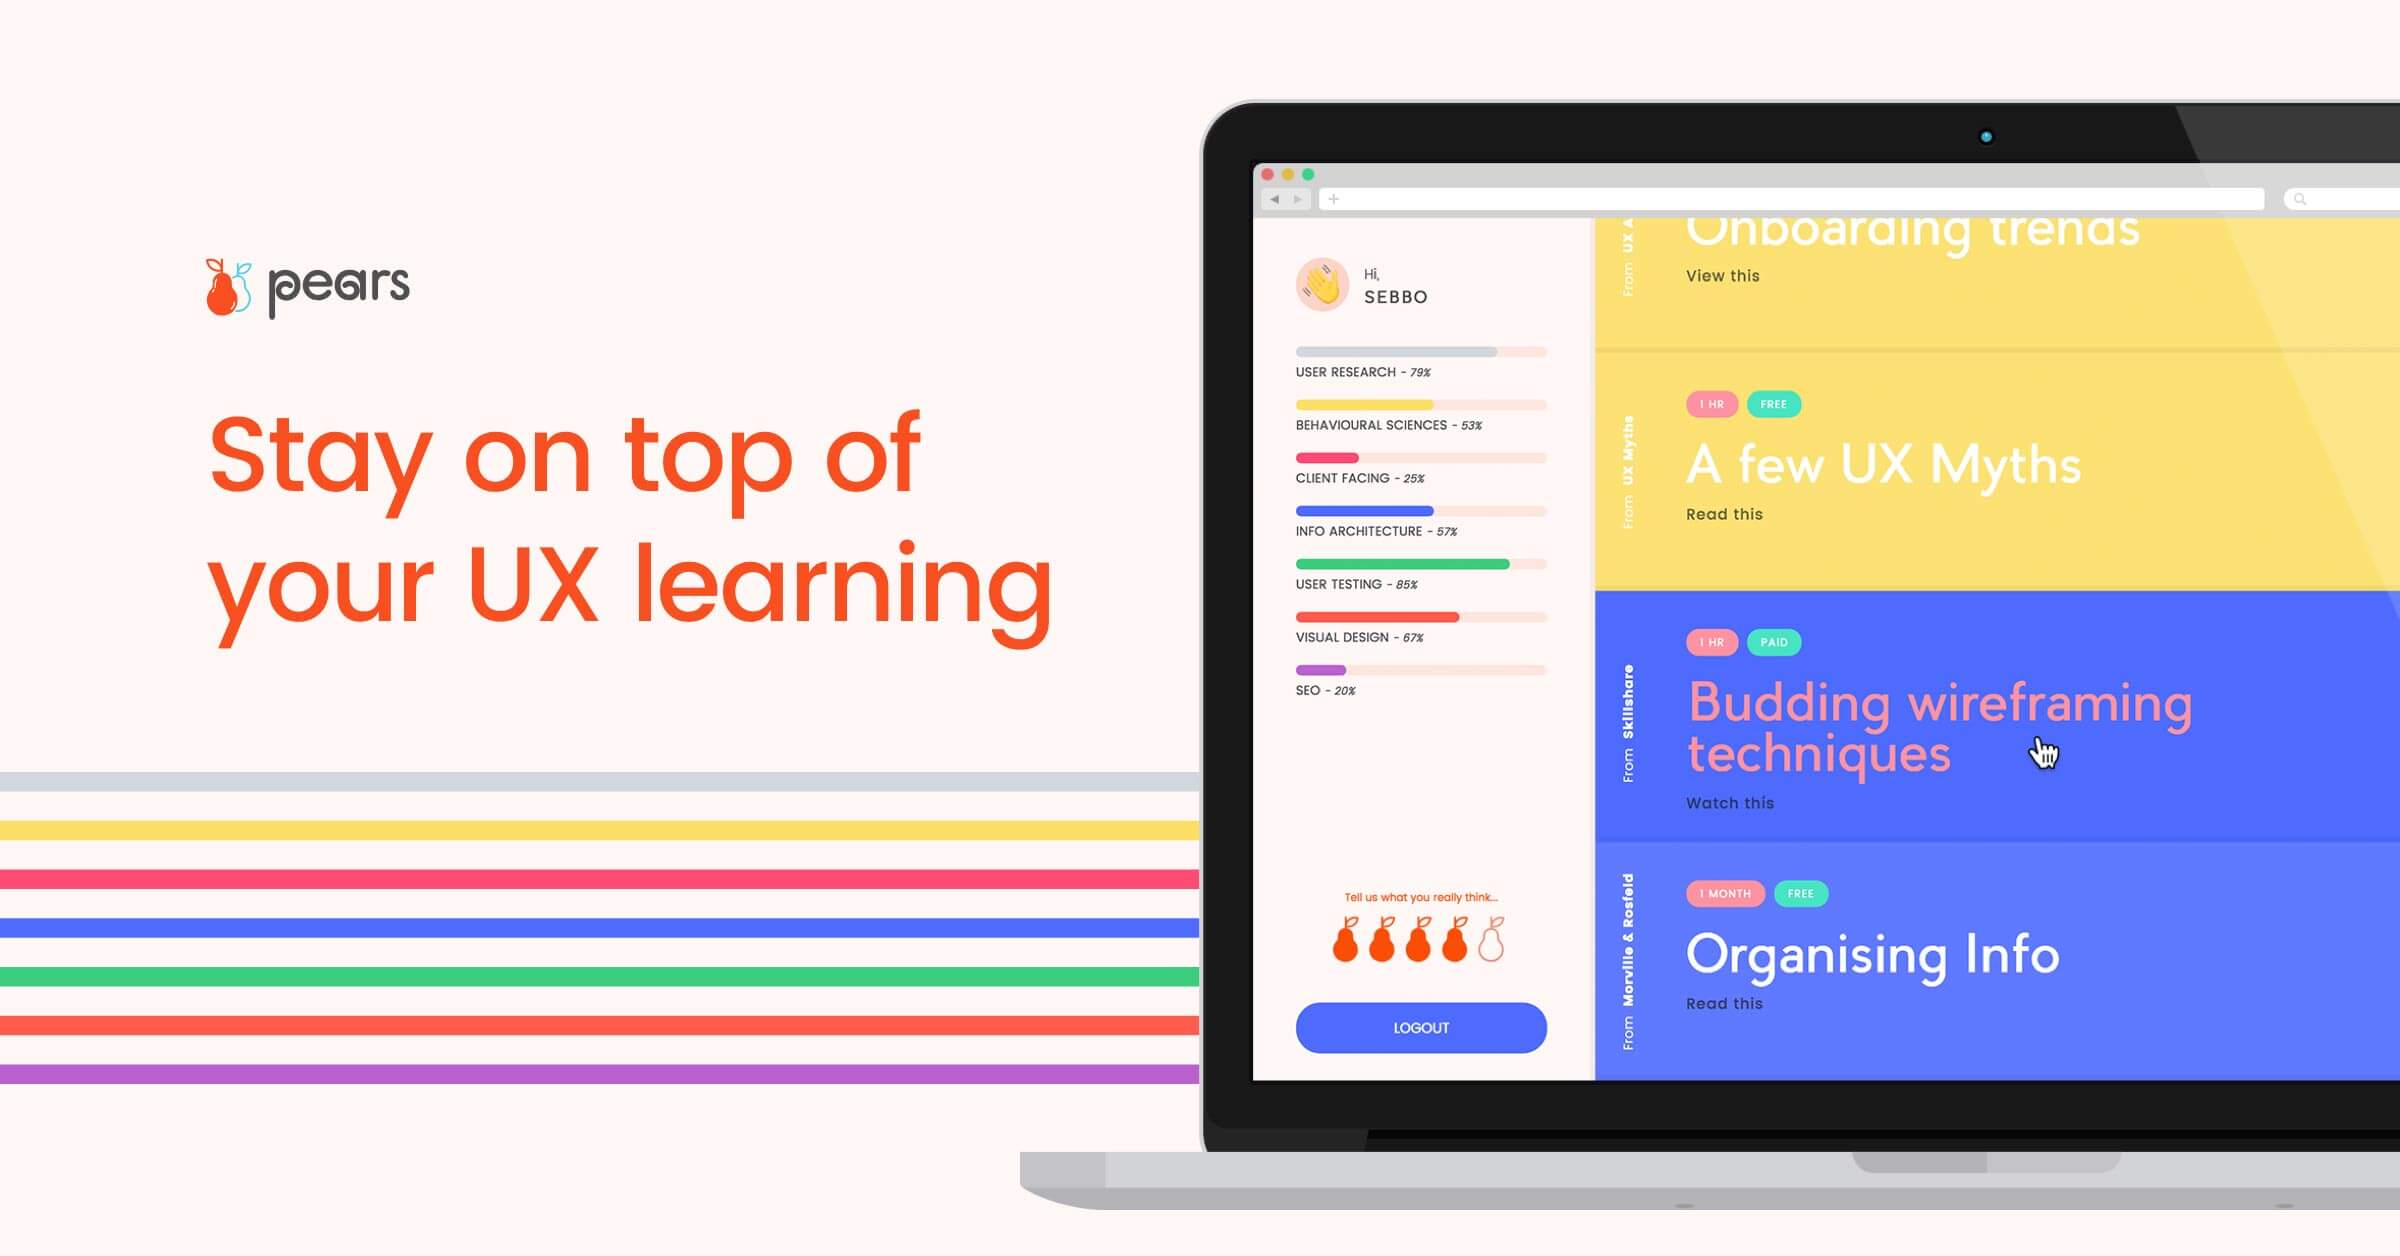 pears
Stay on top of
your UX learning
Hi,
SEBBO
USER RESEARCH - 79%
BEHAVIOURAL SCIENCES - 53%
CLIENT FACING - 25%
INFO ARCHITECTURE - 57%
USER TESTING - 85%
VISUAL DESIGN - 67%
SEO - 20%
Tell us what you really think...
LOGOUT
From UX A
Onboarding trends
View this
From UX Myths
1 HR FREE
A few UX Myths
Read this
From Skillshare
1 HR PAID
Budding wireframing
techniques
Watch this
From Morville & Rosfeld
1 MONTH FREE
Organising Info
Read this